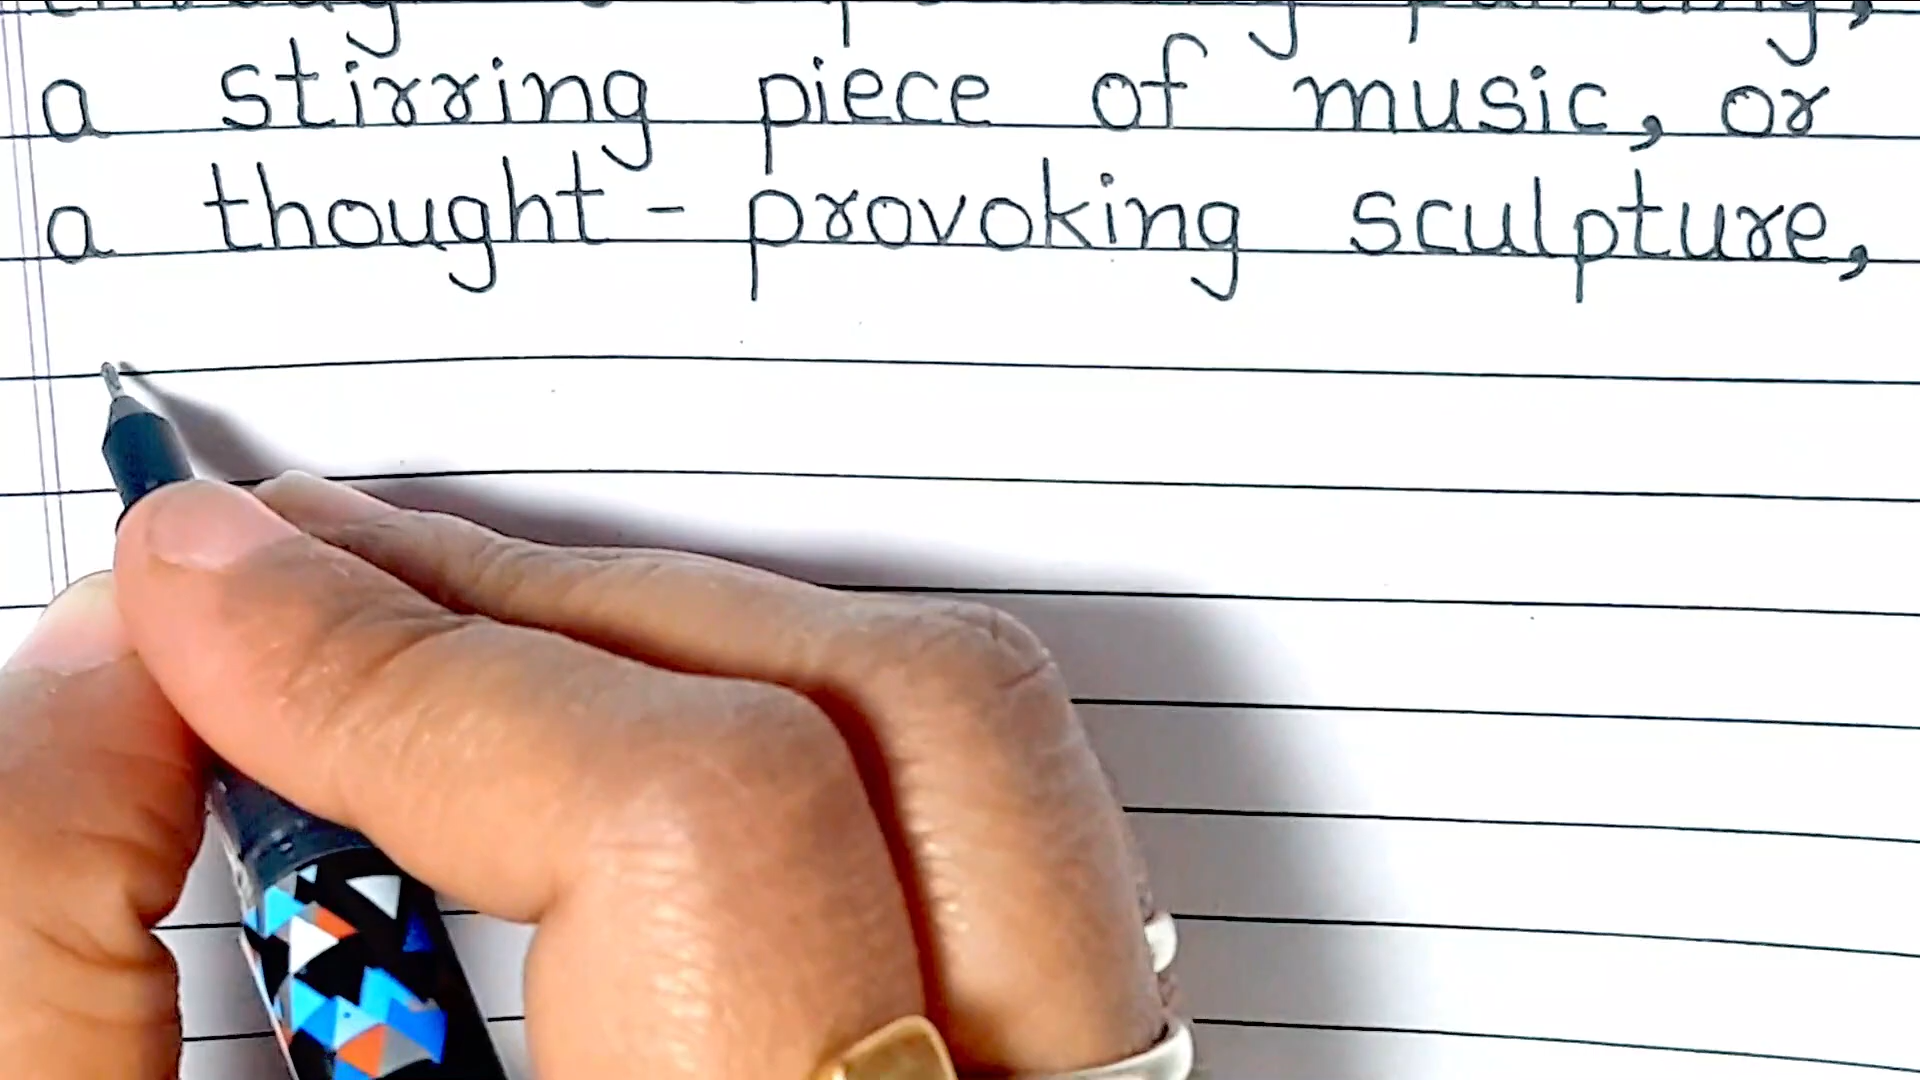 a stirring piece of music, or
a thought - provoking sculpture,